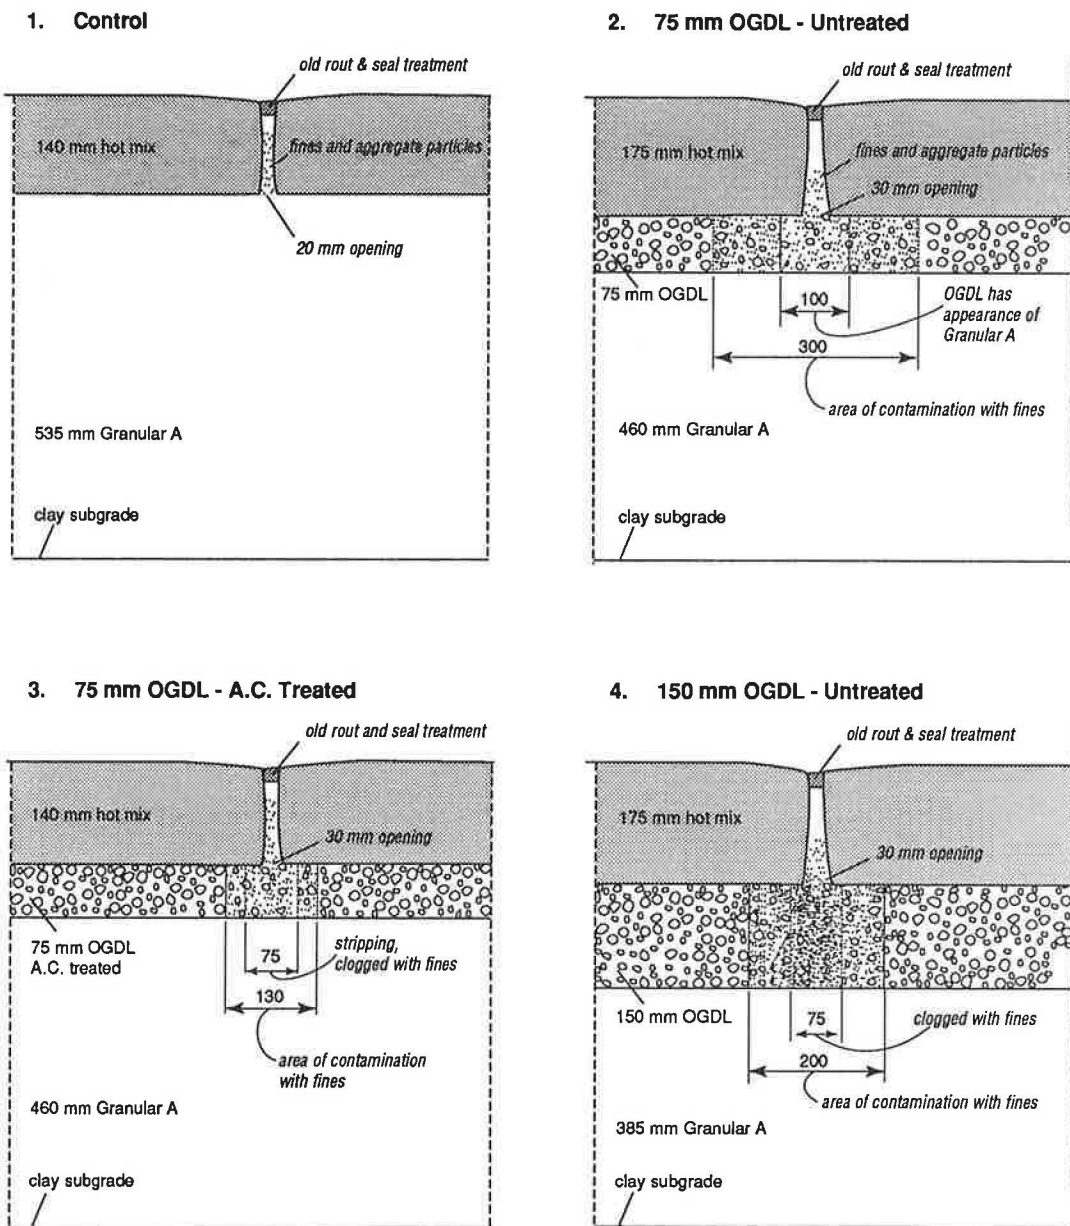 1. Control
old rout & seal treatment
140 mm hot mix
fines and aggregate particles
20 mm opening
535 mm Granular A
clay subgrade
2. 75 mm OGDL - Untreated
old rout & seal treatment
175 mm hot mix
fines and aggregate particles
30 mm opening
75 mm OGDL
100
OGDL has
appearance of
Granular A
300
area of contamination with fines
460 mm Granular A
clay subgrade
3. 75 mm OGDL - A.C. Treated
old rout and seal treatment
140 mm hot mix
30 mm opening
75 mm OGDL
A.C. treated
75
stripping,
clogged with fines
130
area of contamination
with fines
460 mm Granular A
clay subgrade
4. 150 mm OGDL - Untreated
old rout & seal treatment
175 mm hot mix
30 mm opening
150 mm OGDL
75
clogged with fines
200
area of contamination with fines
385 mm Granular A
clay subgrade